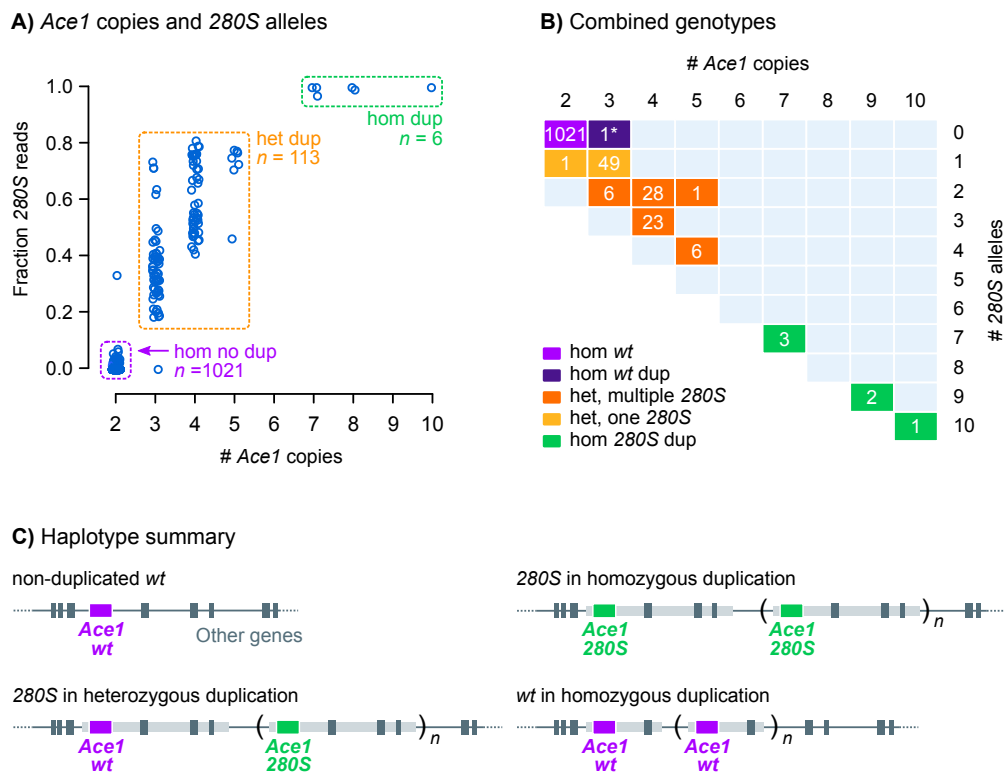 A) Ace1 copies and 280S alleles
1.0
0.8
0.6
0.4
0.2
0.0
Fraction 280S reads
hom dup
n = 6
het dup
n = 113
hom no dup
n =1021
2 3 4 5 6 7 8 9 10
# Ace1 copies
B) Combined genotypes
# Ace1 copies
2 3 4 5 6 7 8 9 10
1021 1* 0
1 49 1
6 28 1 2
23 3
6 4
5
6
3 7
8
2 9
1 10
# 280S alleles
hom wt
hom wt dup
het, multiple 280S
het, one 280S
hom 280S dup
C) Haplotype summary
non-duplicated wt
Ace1
wt
Other genes
280S in homozygous duplication
( ) n
Ace1
280S
Ace1
280S
280S in heterozygous duplication
( ) n
Ace1
wt
Ace1
280S
wt in homozygous duplication
( ) n
Ace1
wt
Ace1
wt